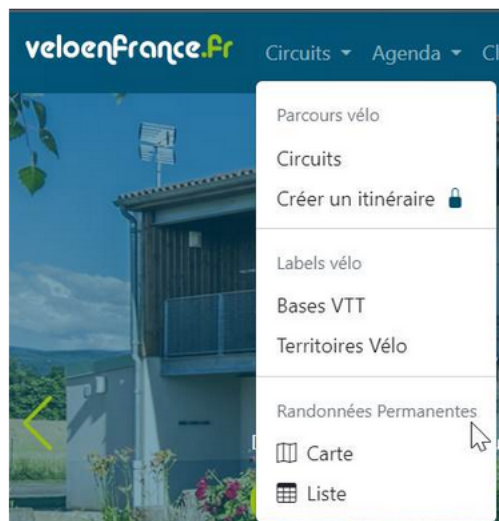 veloenfrance.fr
Circuits Agenda Cl
Parcours vélo
Circuits
Créer un itinéraire
Labels vélo
Bases VTT
Territoires Vélo
Randonnées Permanentes
Carte
Liste